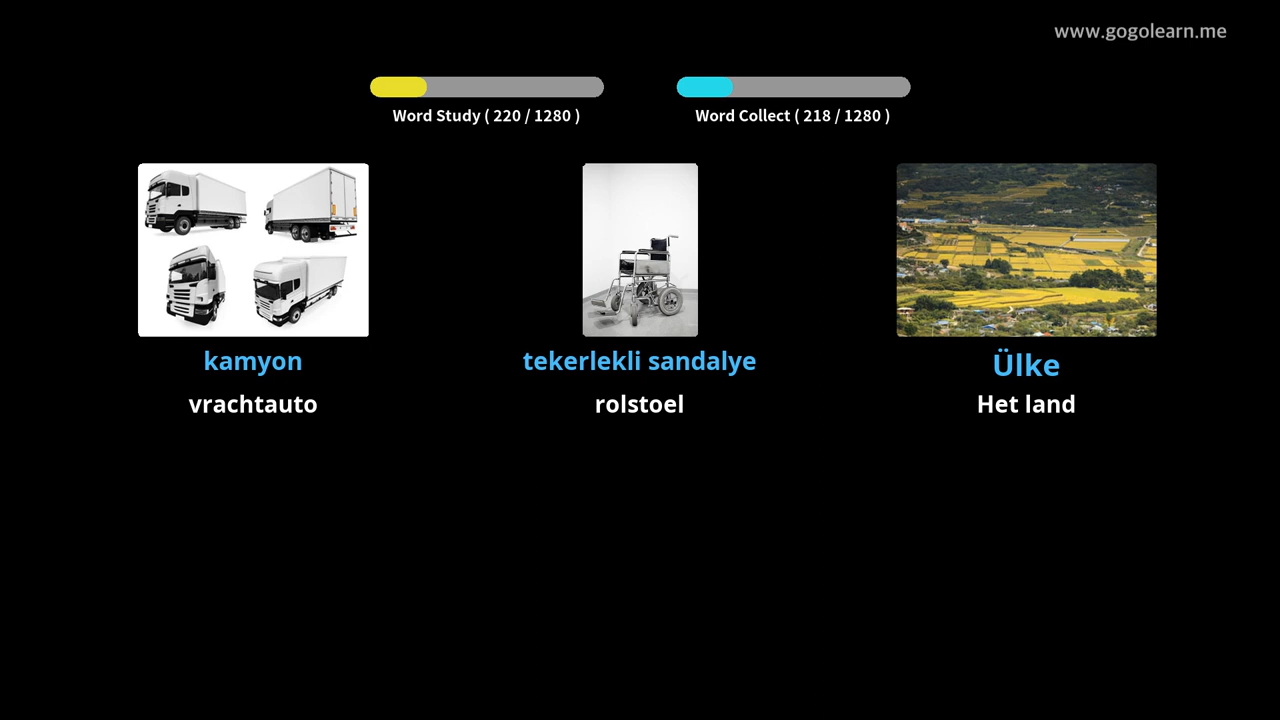 www.gogolearn.me
Word Study ( 220 / 1280 )
Word Collect ( 218 / 1280 )
kamyon
vrachtauto
tekerlekli sandalye
rolstoel
Ülke
Het land